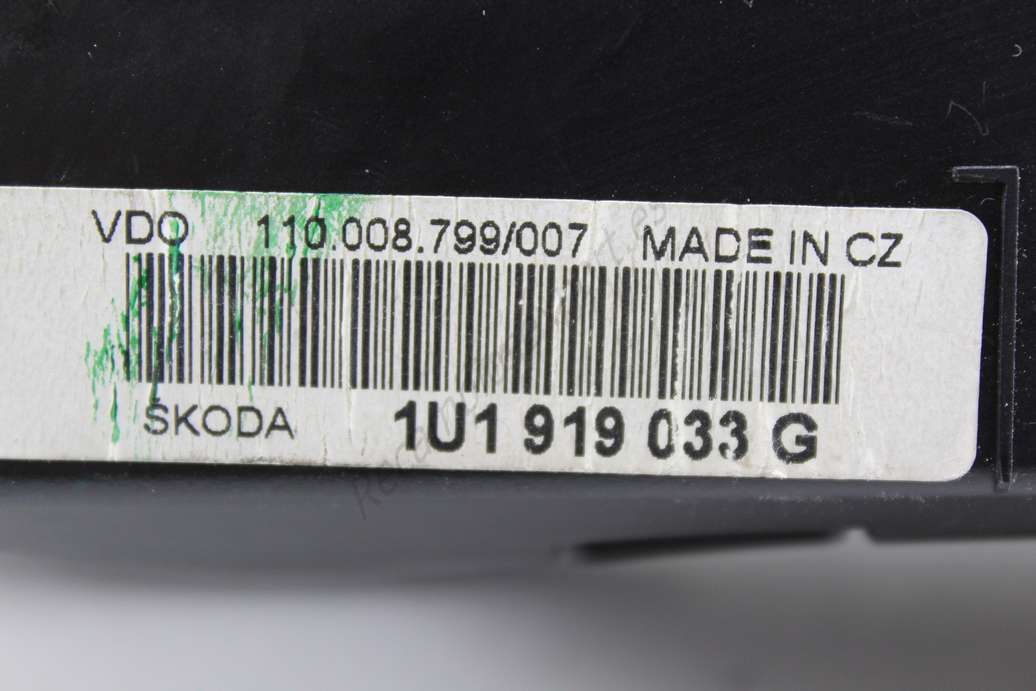 VDO 110.008.799/007 MADE IN CZ
ŠKODA 1U1 919 033 G